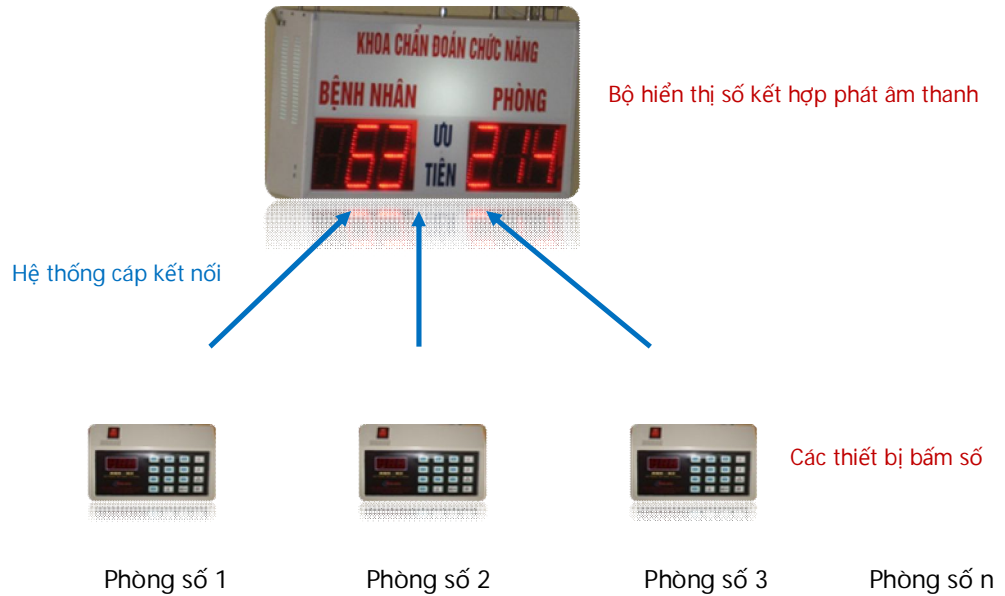 KHOA CHẨN ĐOÁN CHỨC NĂNG
BỆNH NHÂN
PHÒNG
63
ƯU
TIÊN
214
Bộ hiển thị số kết hợp phát âm thanh
Hệ thống cáp kết nối
Các thiết bị bấm số
Phòng số 1
Phòng số 2
Phòng số 3
Phòng số n